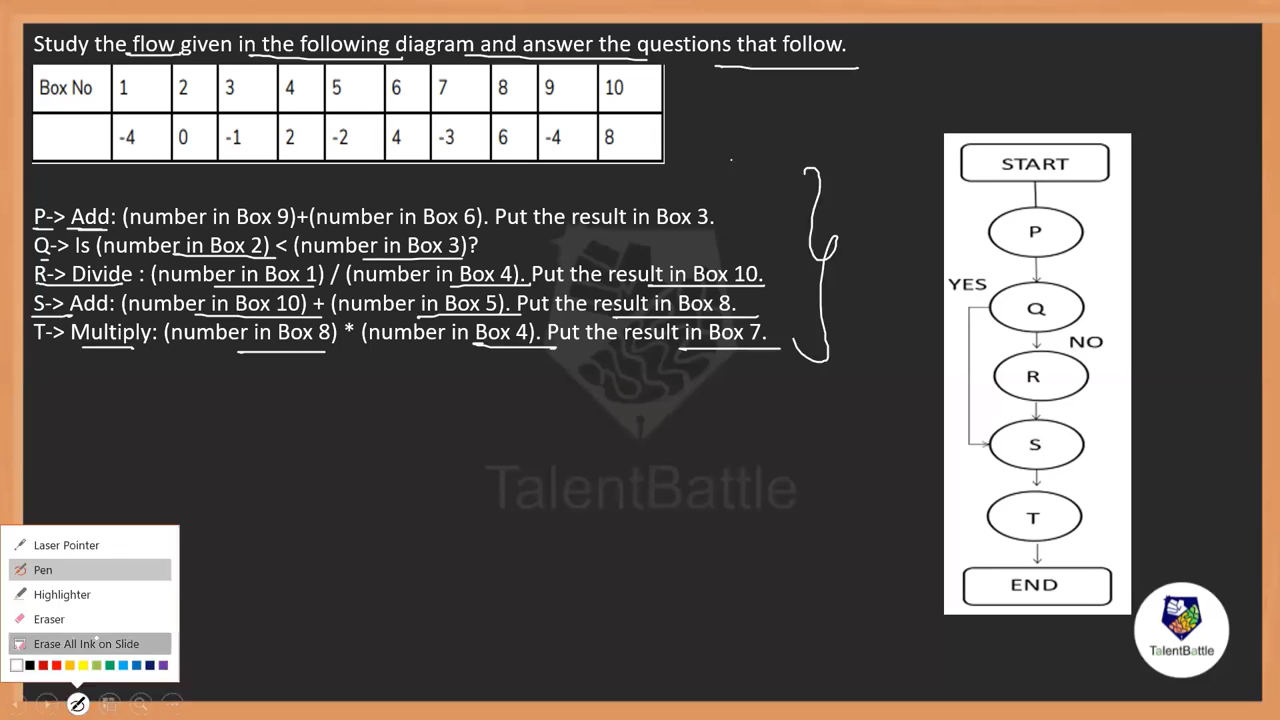 Study the flow given in the following diagram and answer the questions that follow.
Box No 1 2 3 4 5 6 7 8 9 10
-4 0 -1 2 -2 4 -3 6 -4 8
P-> Add: (number in Box 9)+(number in Box 6). Put the result in Box 3.
Q-> Is (number in Box 2) < (number in Box 3)?
R-> Divide : (number in Box 1) / (number in Box 4). Put the result in Box 10.
S-> Add: (number in Box 10) + (number in Box 5). Put the result in Box 8.
T-> Multiply: (number in Box 8) * (number in Box 4). Put the result in Box 7.
START
P
YES
Q
NO
R
S
T
END
TalentBattle
Laser Pointer
Pen
Highlighter
Eraser
Erase All Ink on Slide
TalentBattle